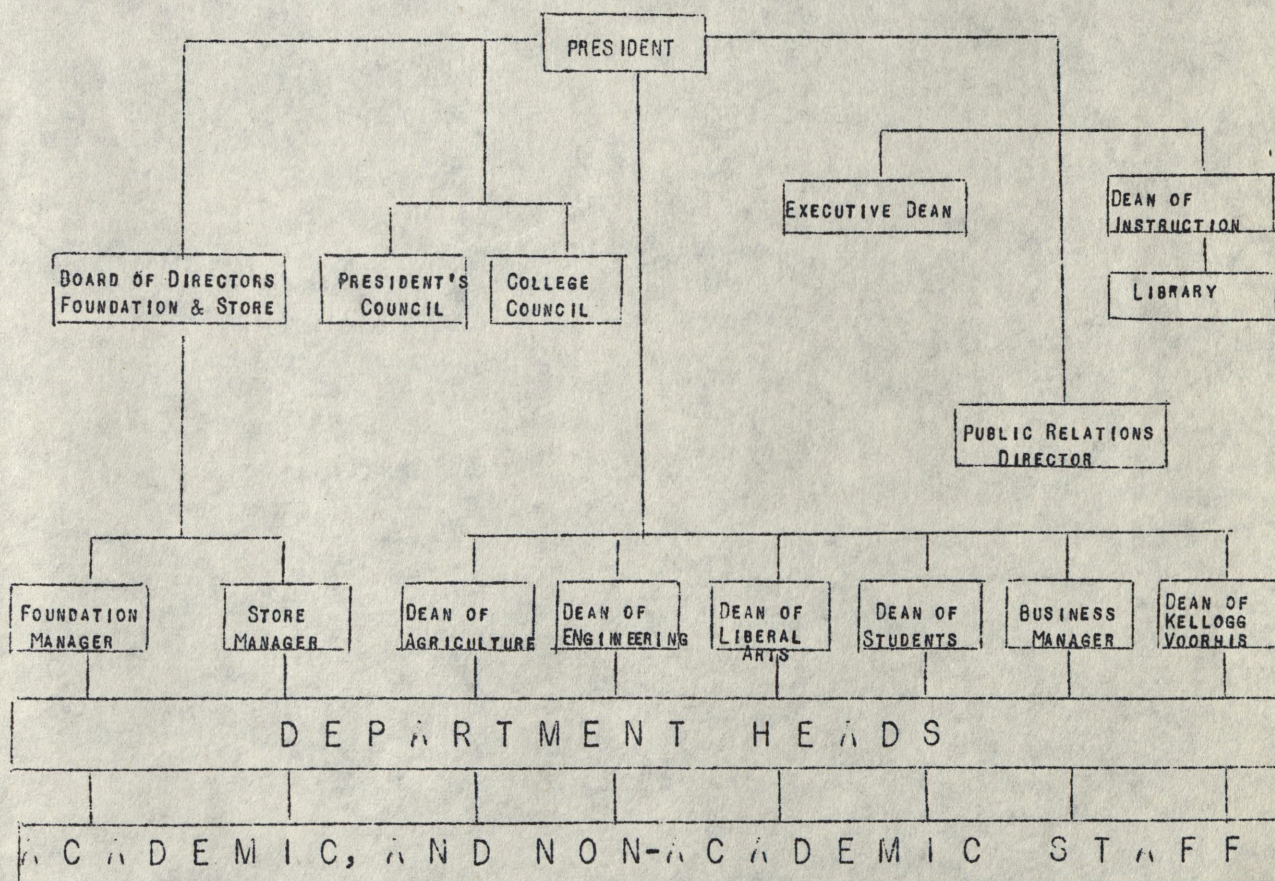 PRESIDENT
EXECUTIVE DEAN
DEAN OF
INSTRUCTION
LIBRARY
BOARD OF DIRECTORS
FOUNDATION & STORE
PRESIDENT'S
COUNCIL
COLLEGE
COUNCIL
PUBLIC RELATIONS
DIRECTOR
FOUNDATION
MANAGER
STORE
MANAGER
DEAN OF
AGRICULTURE
DEAN OF
ENGINEERING
DEAN OF
LIBERAL
ARTS
DEAN OF
STUDENTS
BUSINESS
MANAGER
DEAN OF
KELLOGG
VOORHIS
DEPARTMENT HEADS
ACADEMIC, AND NON-ACADEMIC STAFF